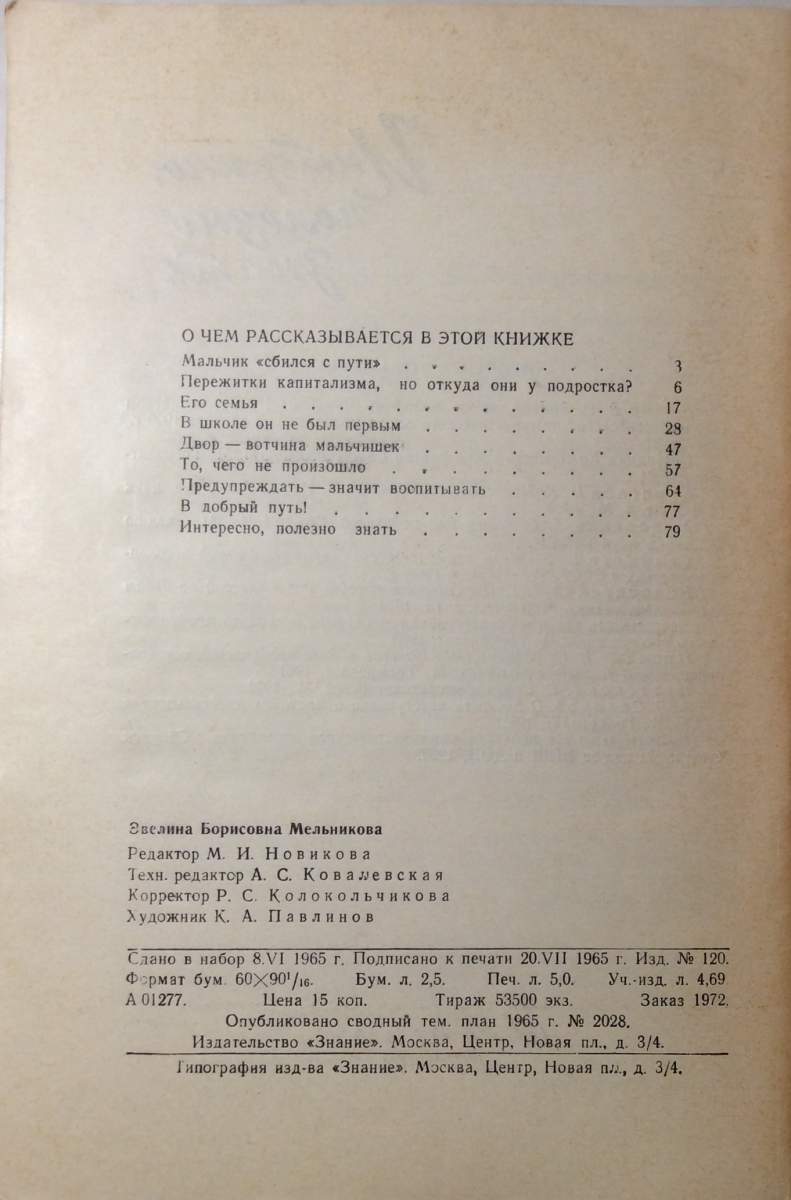 О ЧЕМ РАССКАЗЫВАЕТСЯ В ЭТОЙ КНИЖКЕ
Мальчик «сбился с пути» . . . . . . . . . 3
Пережитки капитализма, но откуда они у подростка? 6
Его семья . . . . . . . . . . . . . 17
В школе он не был первым . . . . . . . . 28
Двор — вотчина мальчишек . . . . . . . . 47
То, чего не произошло . . . . . . . . . 57
Предупреждать — значит воспитывать . . . . . 64
В добрый путь! . . . . . . . . . . . 77
Интересно, полезно знать . . . . . . . . 79
Эвелина Борисовна Мельникова
Редактор М. И. Новикова
Техн. редактор А. С. Ковалевская
Корректор Р. С. Колокольчикова
Художник К. А. Павлинов
Сдано в набор 8.VI 1965 г. Подписано к печати 20.VII 1965 г. Изд. № 120.
Формат бум. 60×90¹/₁₆. Бум. л. 2,5. Печ. л. 5,0. Уч.-изд. л. 4,69
А 01277. Цена 15 коп. Тираж 53500 экз. Заказ 1972.
Опубликовано сводный тем. план 1965 г. № 2028.
Издательство «Знание». Москва, Центр, Новая пл., д. 3/4.
Типография изд-ва «Знание». Москва, Центр, Новая пл., д. 3/4.